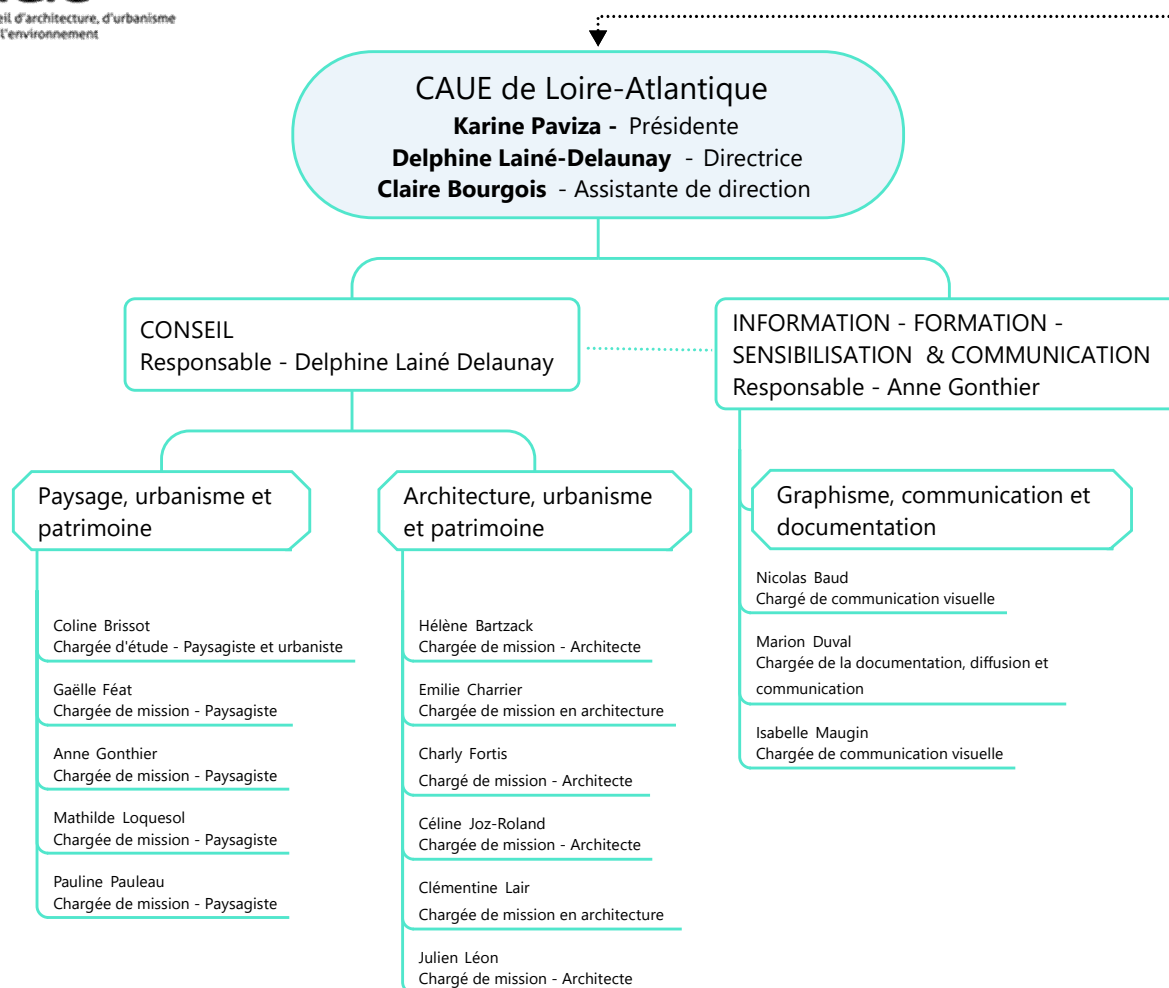 eil d'architecture, d'urbanisme
l'environnement
CAUE de Loire-Atlantique
Karine Paviza - Présidente
Delphine Lainé-Delaunay - Directrice
Claire Bourgois - Assistante de direction
CONSEIL
Responsable - Delphine Lainé Delaunay
INFORMATION - FORMATION -
SENSIBILISATION & COMMUNICATION
Responsable - Anne Gonthier
Paysage, urbanisme et
patrimoine
Coline Brissot
Chargée d'étude - Paysagiste et urbaniste
Gaëlle Féat
Chargée de mission - Paysagiste
Anne Gonthier
Chargée de mission - Paysagiste
Mathilde Loquesol
Chargée de mission - Paysagiste
Pauline Pauleau
Chargée de mission - Paysagiste
Architecture, urbanisme
et patrimoine
Hélène Bartzack
Chargée de mission - Architecte
Emilie Charrier
Chargée de mission en architecture
Charly Fortis
Chargé de mission - Architecte
Céline Joz-Roland
Chargée de mission - Architecte
Clémentine Lair
Chargée de mission en architecture
Julien Léon
Chargé de mission - Architecte
Graphisme, communication et
documentation
Nicolas Baud
Chargé de communication visuelle
Marion Duval
Chargée de la documentation, diffusion et
communication
Isabelle Maugin
Chargée de communication visuelle